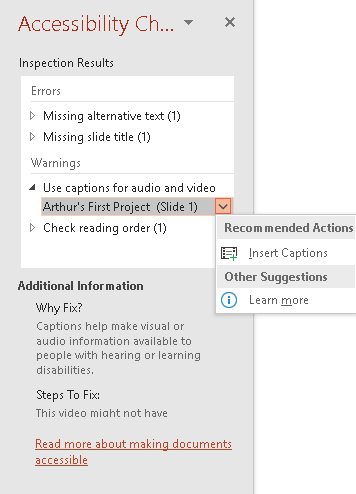 Accessibility Ch...
Inspection Results
Errors
Missing alternative text (1)
Missing slide title (1)
Warnings
Use captions for audio and video
Arthur's First Project (Slide 1)
Check reading order (1)
Recommended Actions
Insert Captions
Other Suggestions
Learn more
Additional Information
Why Fix?
Captions help make visual or
audio information available to
people with hearing or learning
disabilities.
Steps To Fix:
This video might not have
Read more about making documents
accessible